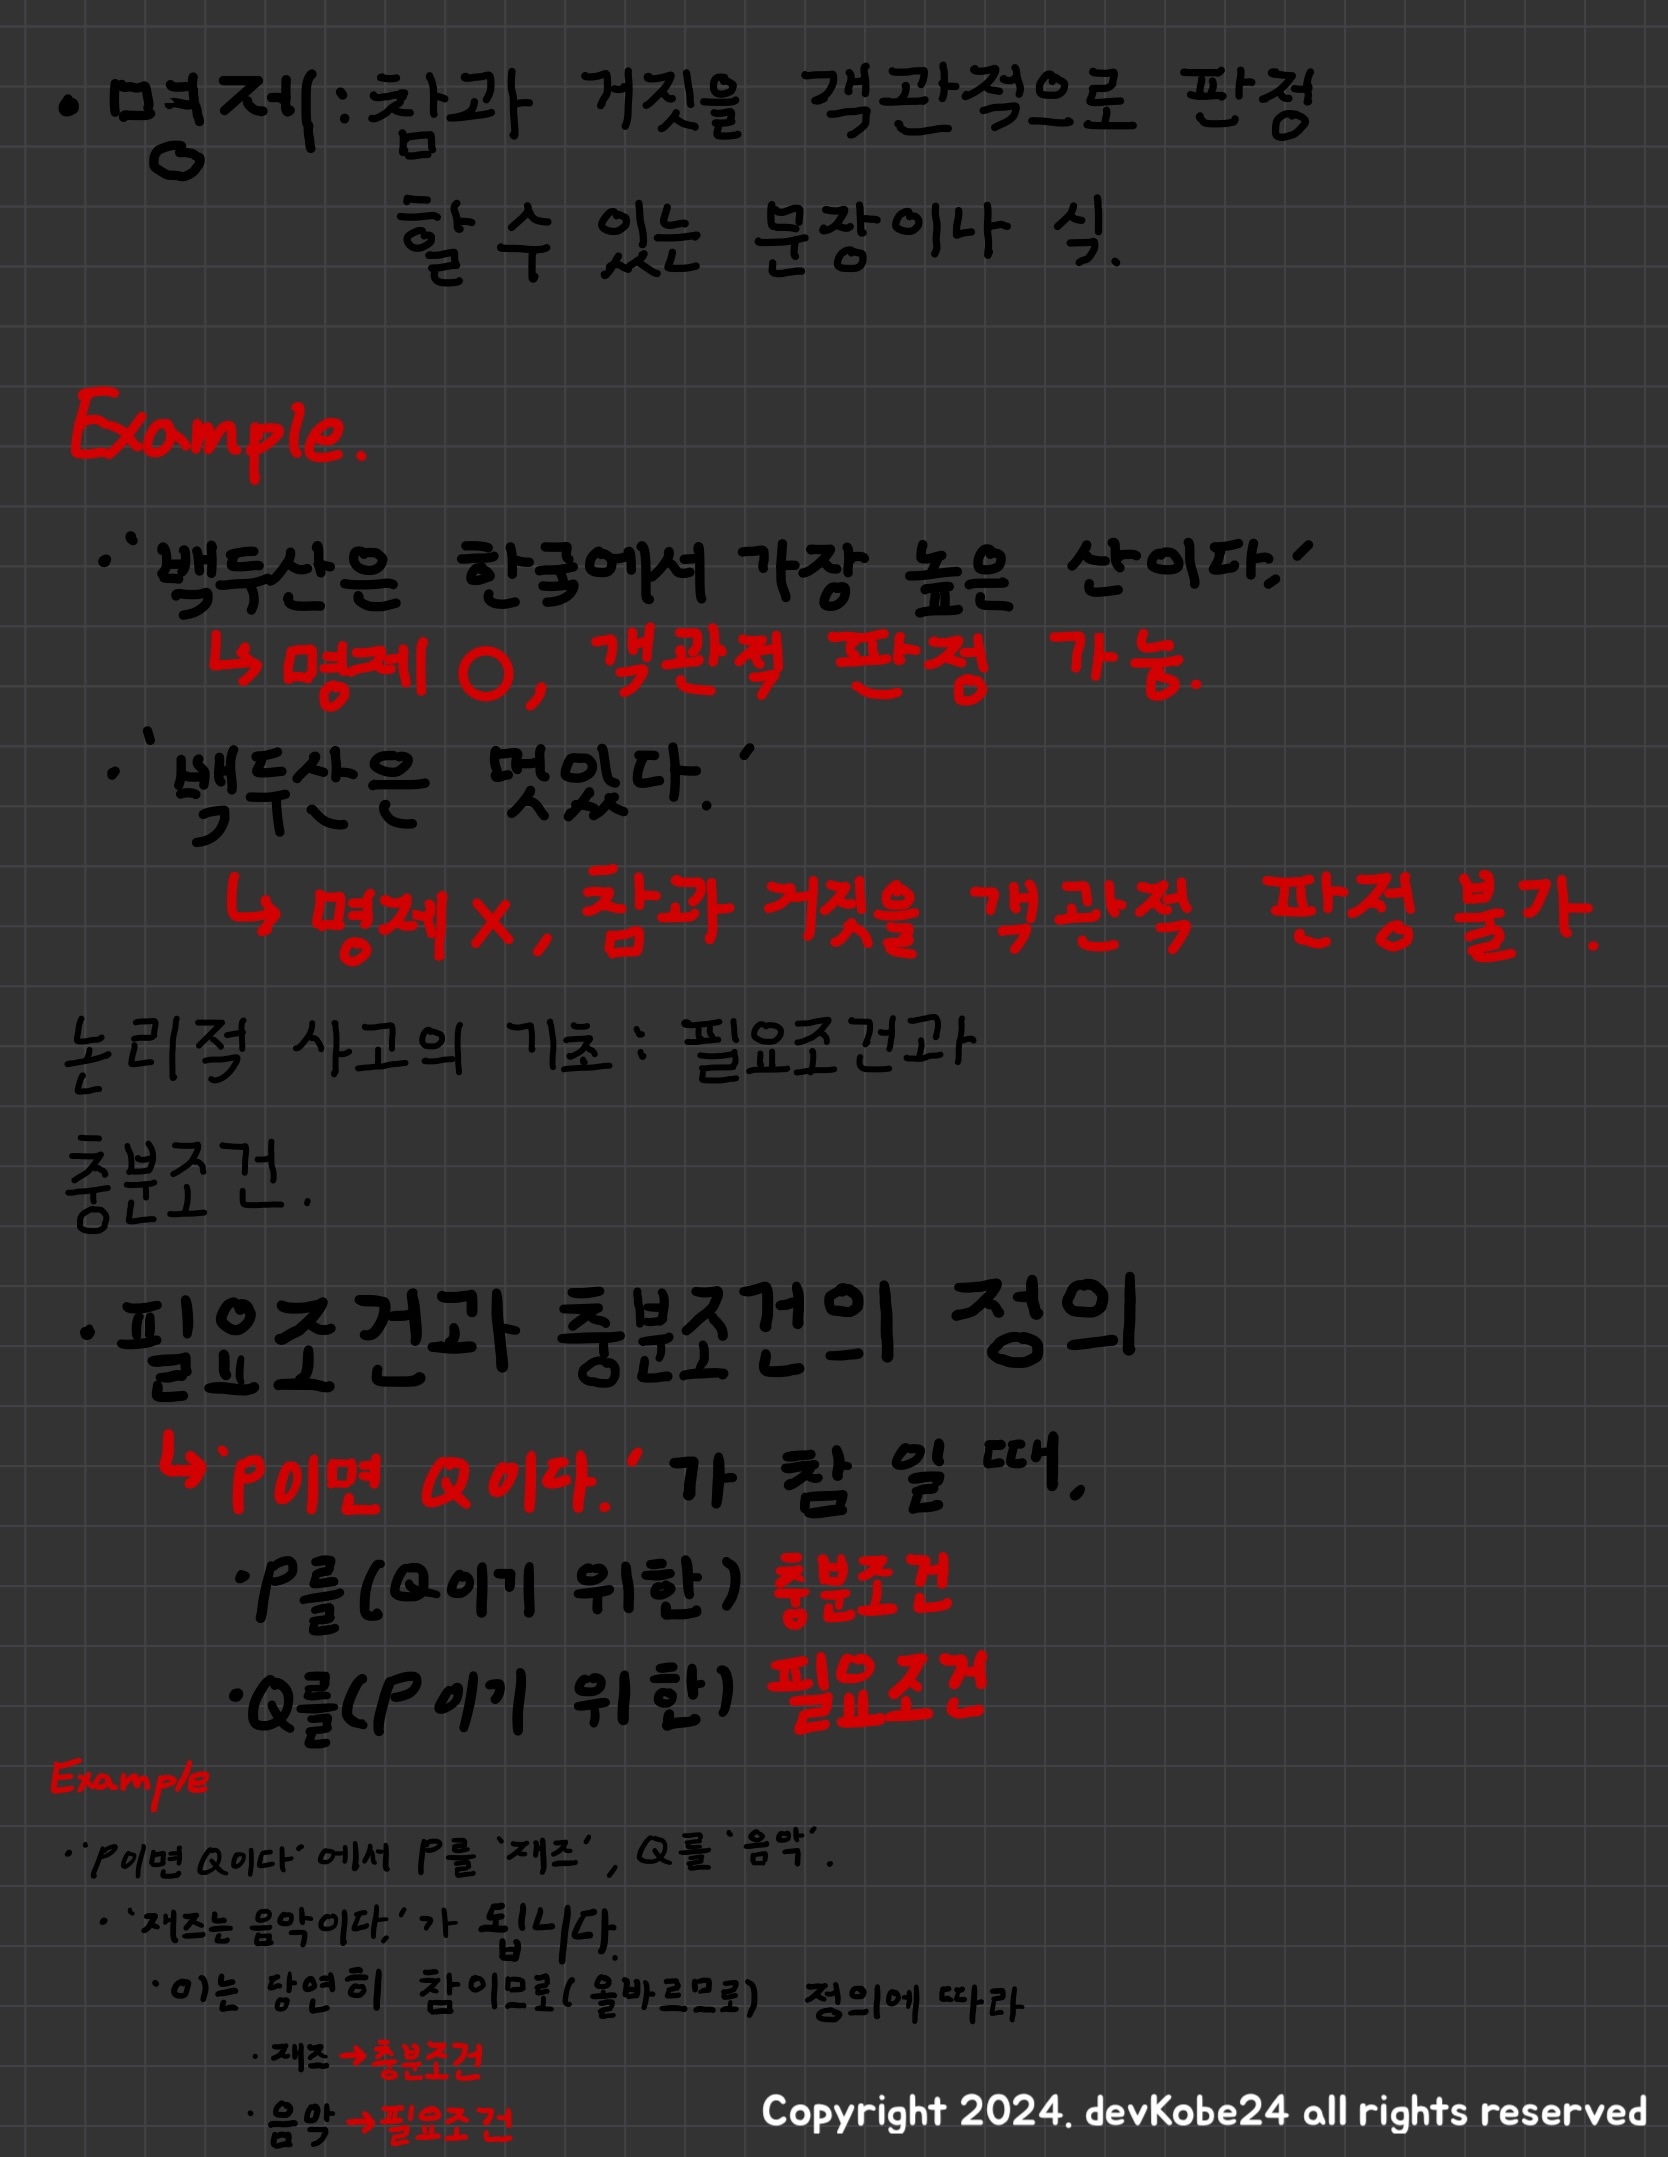 · 명제 : 참과 거짓을 객관적으로 판정
할 수 있는 문장이나 식.
Example.
· '백두산은 한국에서 가장 높은 산이다.'
↳ 명제 O, 객관적 판정 가능.
· '백두산은 멋있다.'
↳ 명제 X, 참과 거짓을 객관적 판정 불가.
논리적 사고의 기초 : 필요조건과
충분조건.
· 필요조건과 충분조건의 정의
↳ 'P이면 Q이다.' 가 참 일 때,
· P를 (Q이기 위한) 충분조건
· Q를 (P이기 위한) 필요조건
Example
· 'P이면 Q이다' 에서 P를 '재즈', Q를 '음악'.
· '재즈는 음악이다.' 가 됩니다.
· 이는 당연히 참이므로(올바르므로) 정의에 따라
· 재즈 → 충분조건
· 음악 → 필요조건
Copyright 2024. devKobe24 all rights reserved